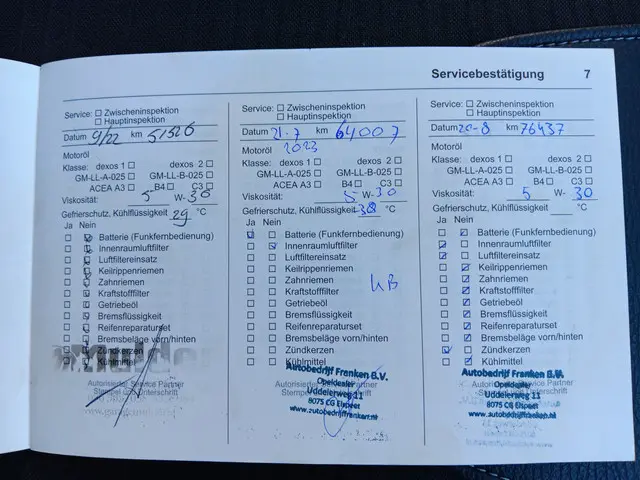 Servicebestätigung 7
Service: Zwischeninspektion
Hauptinspektion
Datum 9/22 km 51526
Motoröl
Klasse: dexos 1 dexos 2
GM-LL-A-025 GM-LL-B-025
ACEA A3 B4 C3
Viskosität: 5 W-30
Gefrierschutz, Kühlflüssigkeit 29 °C
Ja Nein
Batterie (Funkfernbedienung)
Innenraumluftfilter
Luftfiltereinsatz
Keilrippenriemen
Zahnriemen
Kraftstofffilter
Getriebeöl
Bremsflüssigkeit
Reifenreparaturset
Bremsbeläge vorn/hinten
Zündkerzen
Kühlmittel
Autorisierter Service Partner
Stempel und Unterschrift
Service: Zwischeninspektion
Hauptinspektion
Datum 21-7 km 64007
Motoröl 2023
Klasse: dexos 1 dexos 2
GM-LL-A-025 GM-LL-B-025
ACEA A3 B4 C3
Viskosität: 5 W-30
Gefrierschutz, Kühlflüssigkeit °C
Ja Nein
Batterie (Funkfernbedienung)
Innenraumluftfilter
Luftfiltereinsatz
Keilrippenriemen
Zahnriemen
Kraftstofffilter
Getriebeöl
Bremsflüssigkeit
Reifenreparaturset
Bremsbeläge vorn/hinten
Zündkerzen
Kühlmittel
Autobedrijf Franken B.V.
Opeldealer
Uddelerweg 11
8075 CG Elspeet
www.autobedrijffranken.nl
Service: Zwischeninspektion
Hauptinspektion
Datum 20-8 km 76437
Motoröl
Klasse: dexos 1 dexos 2
GM-LL-A-025 GM-LL-B-025
ACEA A3 B4 C3
Viskosität: 5 W- 30
Gefrierschutz, Kühlflüssigkeit °C
Ja Nein
Batterie (Funkfernbedienung)
Innenraumluftfilter
Luftfiltereinsatz
Keilrippenriemen
Zahnriemen
Kraftstofffilter
Getriebeöl
Bremsflüssigkeit
Reifenreparaturset
Bremsbeläge vorn/hinten
Zündkerzen
Kühlmittel
Autobedrijf Franken B.V.
Opeldealer
Uddelerweg 11
8075 CG Elspeet
www.autobedrijffranken.nl